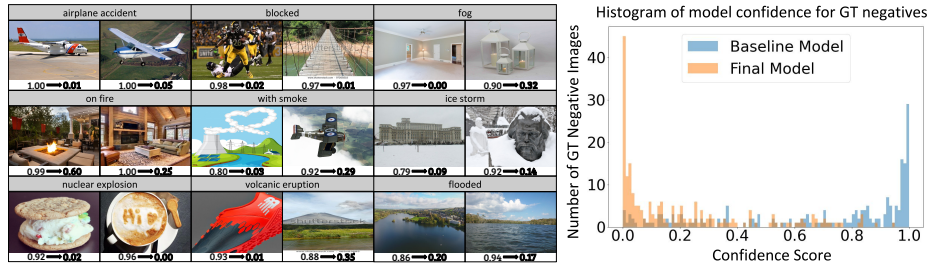 airplane accident
blocked
fog
1.00 → 0.01
1.00 → 0.05
0.98 → 0.02
0.97 → 0.01
0.97 → 0.00
0.90 → 0.32
on fire
with smoke
ice storm
0.99 → 0.60
1.00 → 0.25
0.80 → 0.03
0.92 → 0.29
0.79 → 0.09
0.92 → 0.14
nuclear explosion
volcanic eruption
flooded
0.92 → 0.02
0.96 → 0.00
0.93 → 0.01
0.88 → 0.35
0.86 → 0.20
0.94 → 0.17
Histogram of model confidence for GT negatives
Baseline Model
Final Model
Number of GT Negative Images
40
30
20
10
0
0.0
0.2
0.4
0.6
0.8
1.0
Confidence Score